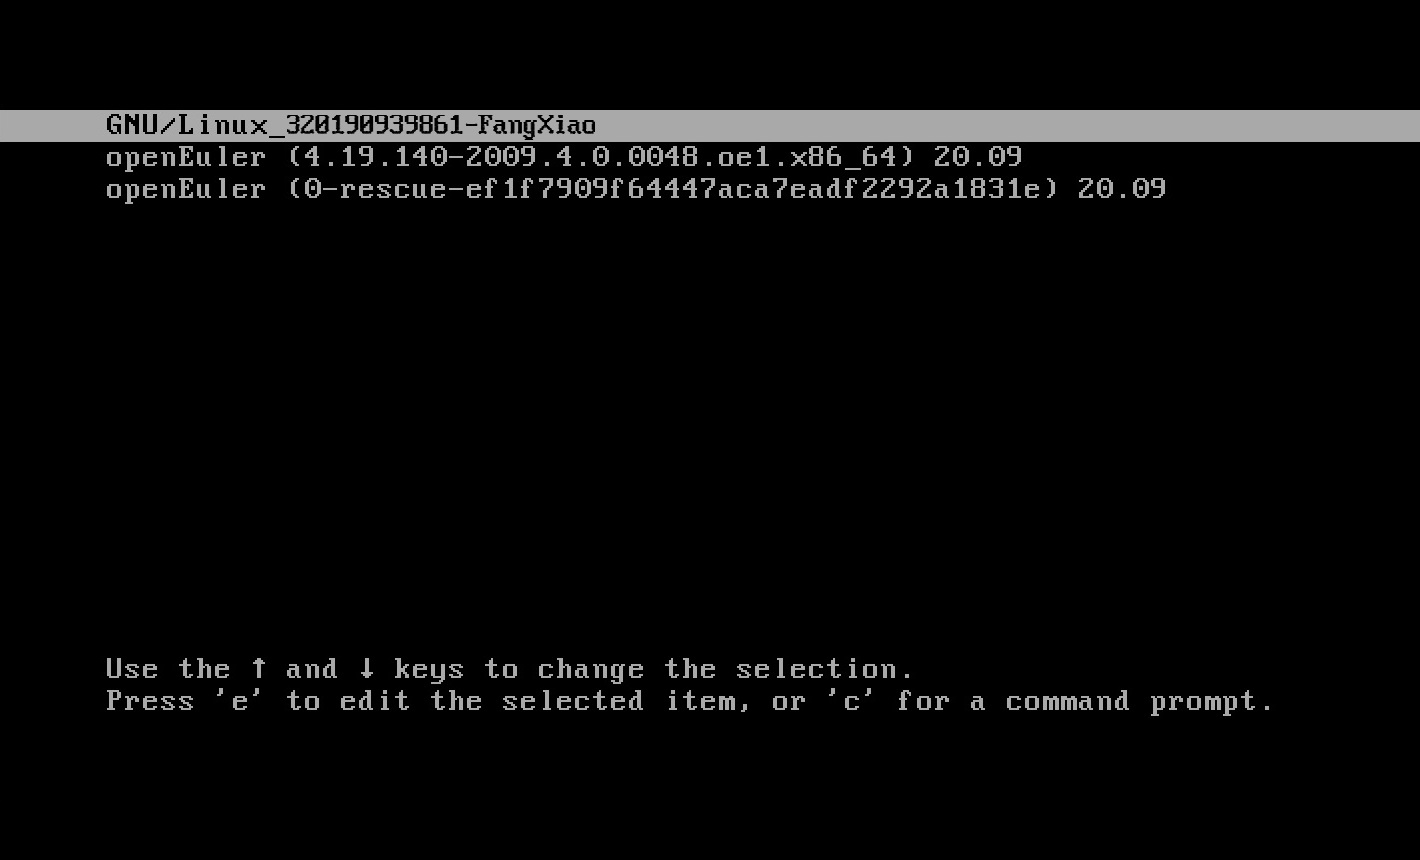 GNU/Linux_320190939861-FangXiao
openEuler (4.19.140-2009.4.0.0048.oe1.x86_64) 20.09
openEuler (0-rescue-ef1f7909f64447aca7eadf2292a1831e) 20.09
Use the ↑ and ↓ keys to change the selection.
Press 'e' to edit the selected item, or 'c' for a command prompt.